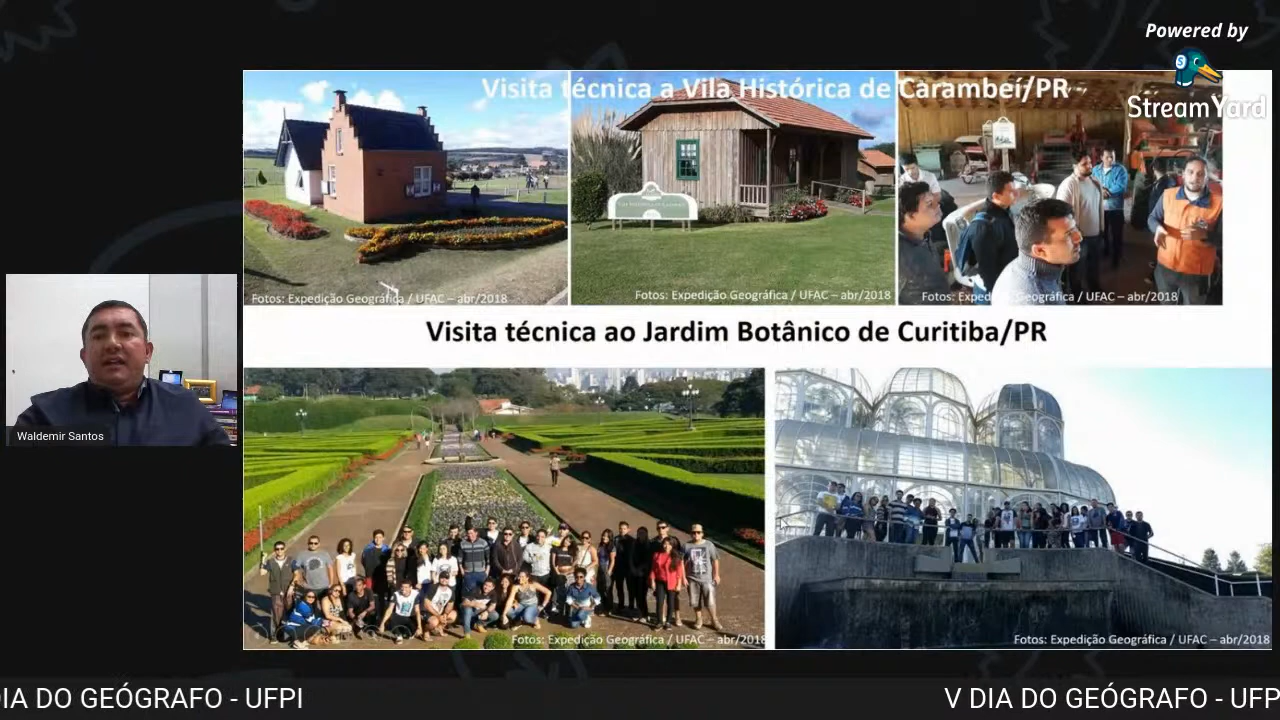 Powered by
StreamYard
Visita técnica a Vila Histórica de Carambeí/PR
Fotos: Expedição Geográfica / UFAC – abr/2018
Fotos: Expedição Geográfica / UFAC – abr/2018
Fotos: Expedição Geográfica / UFAC – abr/2018
Visita técnica ao Jardim Botânico de Curitiba/PR
Waldemir Santos
Fotos: Expedição Geográfica / UFAC – abr/2018
Fotos: Expedição Geográfica / UFAC – abr/2018
DIA DO GEÓGRAFO - UFPI
V DIA DO GEÓGRAFO - UFP